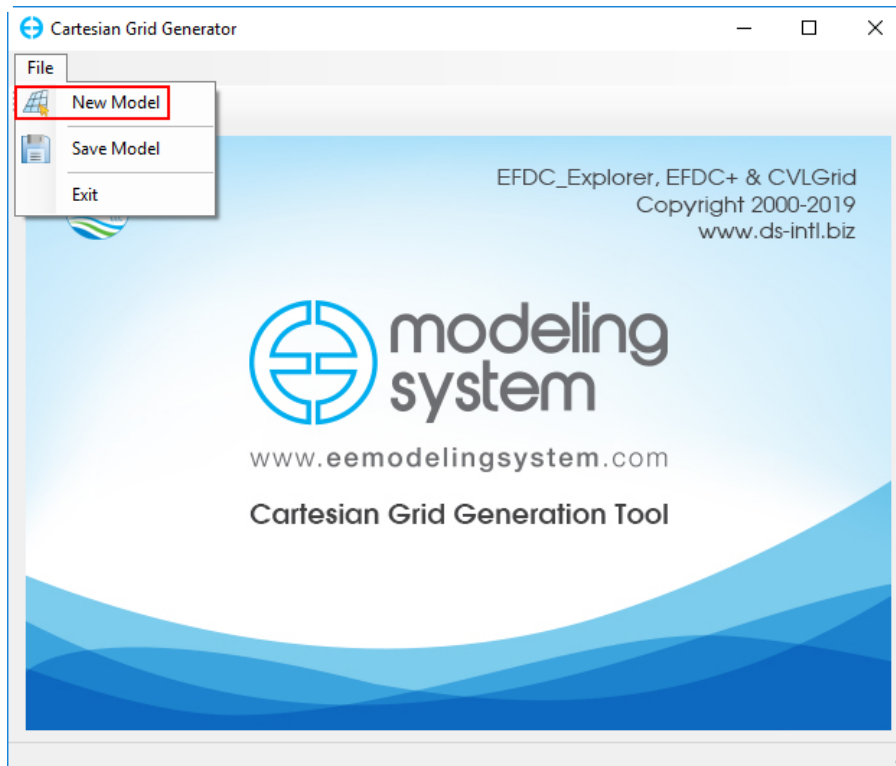 Cartesian Grid Generator
File
New Model
Save Model
Exit
EFDC_Explorer, EFDC+ & CVLGrid
Copyright 2000-2019
www.ds-intl.biz
modeling
system
www.eemodelingsystem.com
Cartesian Grid Generation Tool